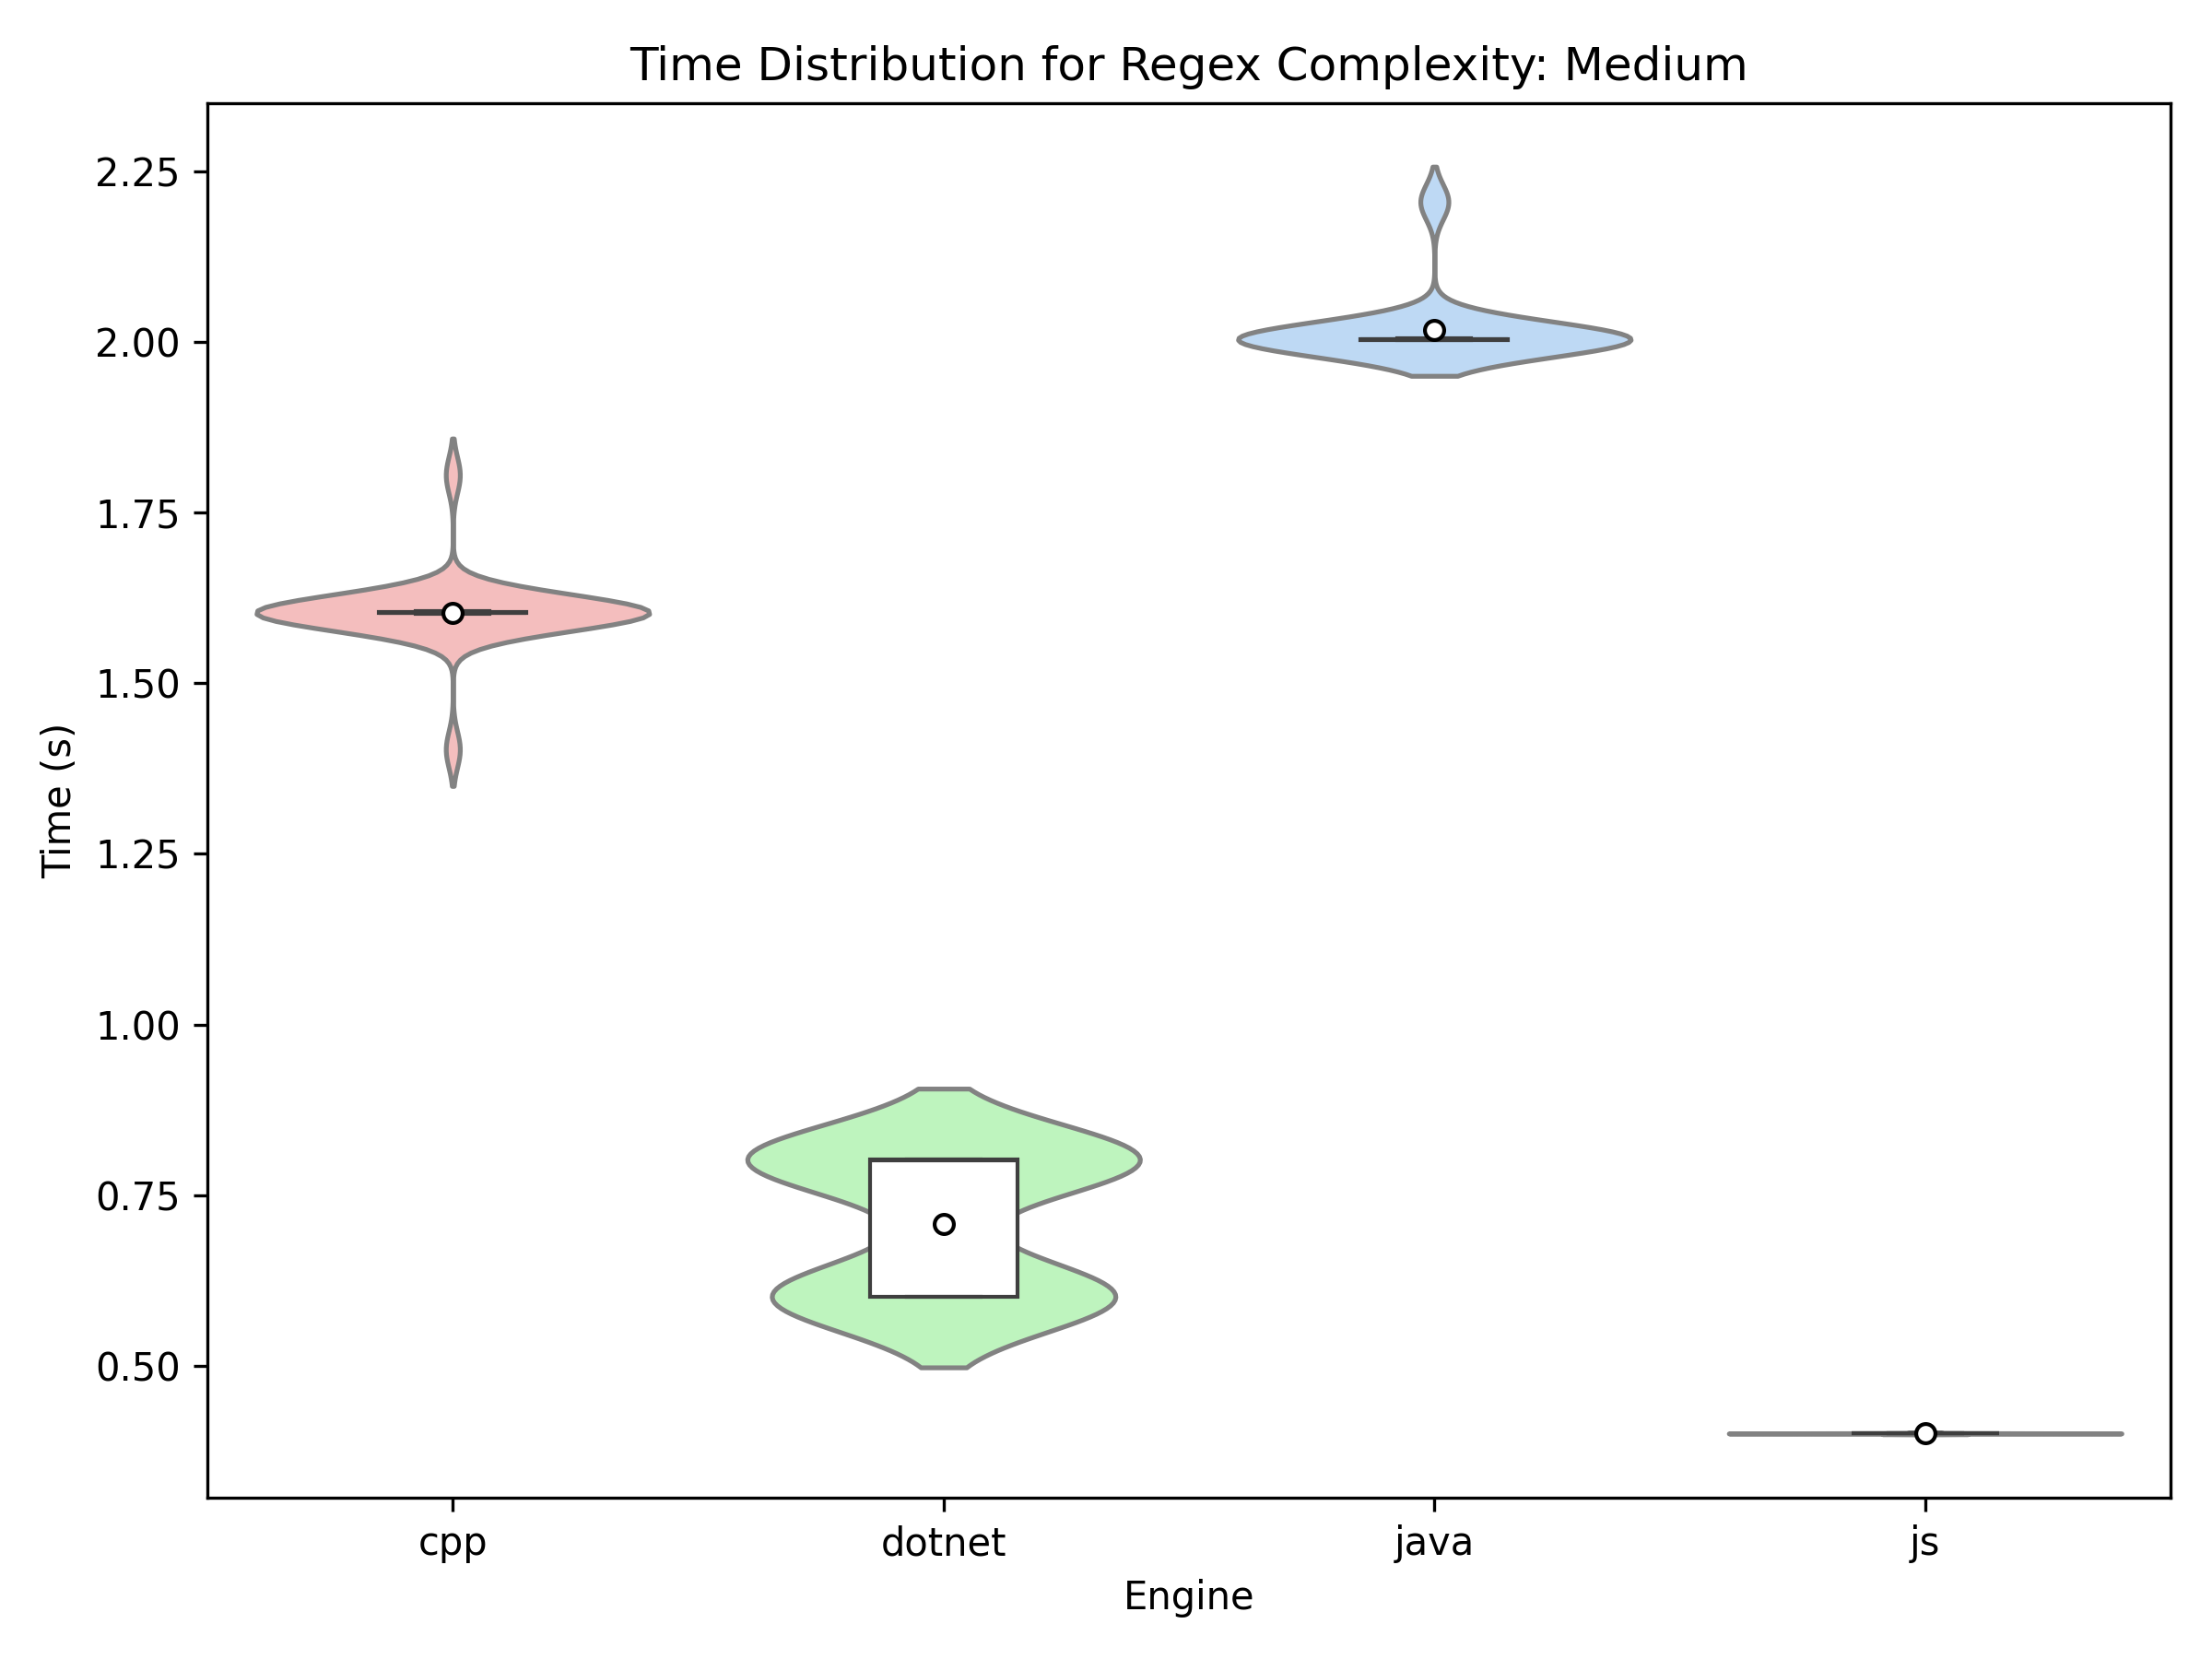 Time Distribution for Regex Complexity: Medium
Time (s)
2.25
2.00
1.75
1.50
1.25
1.00
0.75
0.50
cpp dotnet java js
Engine